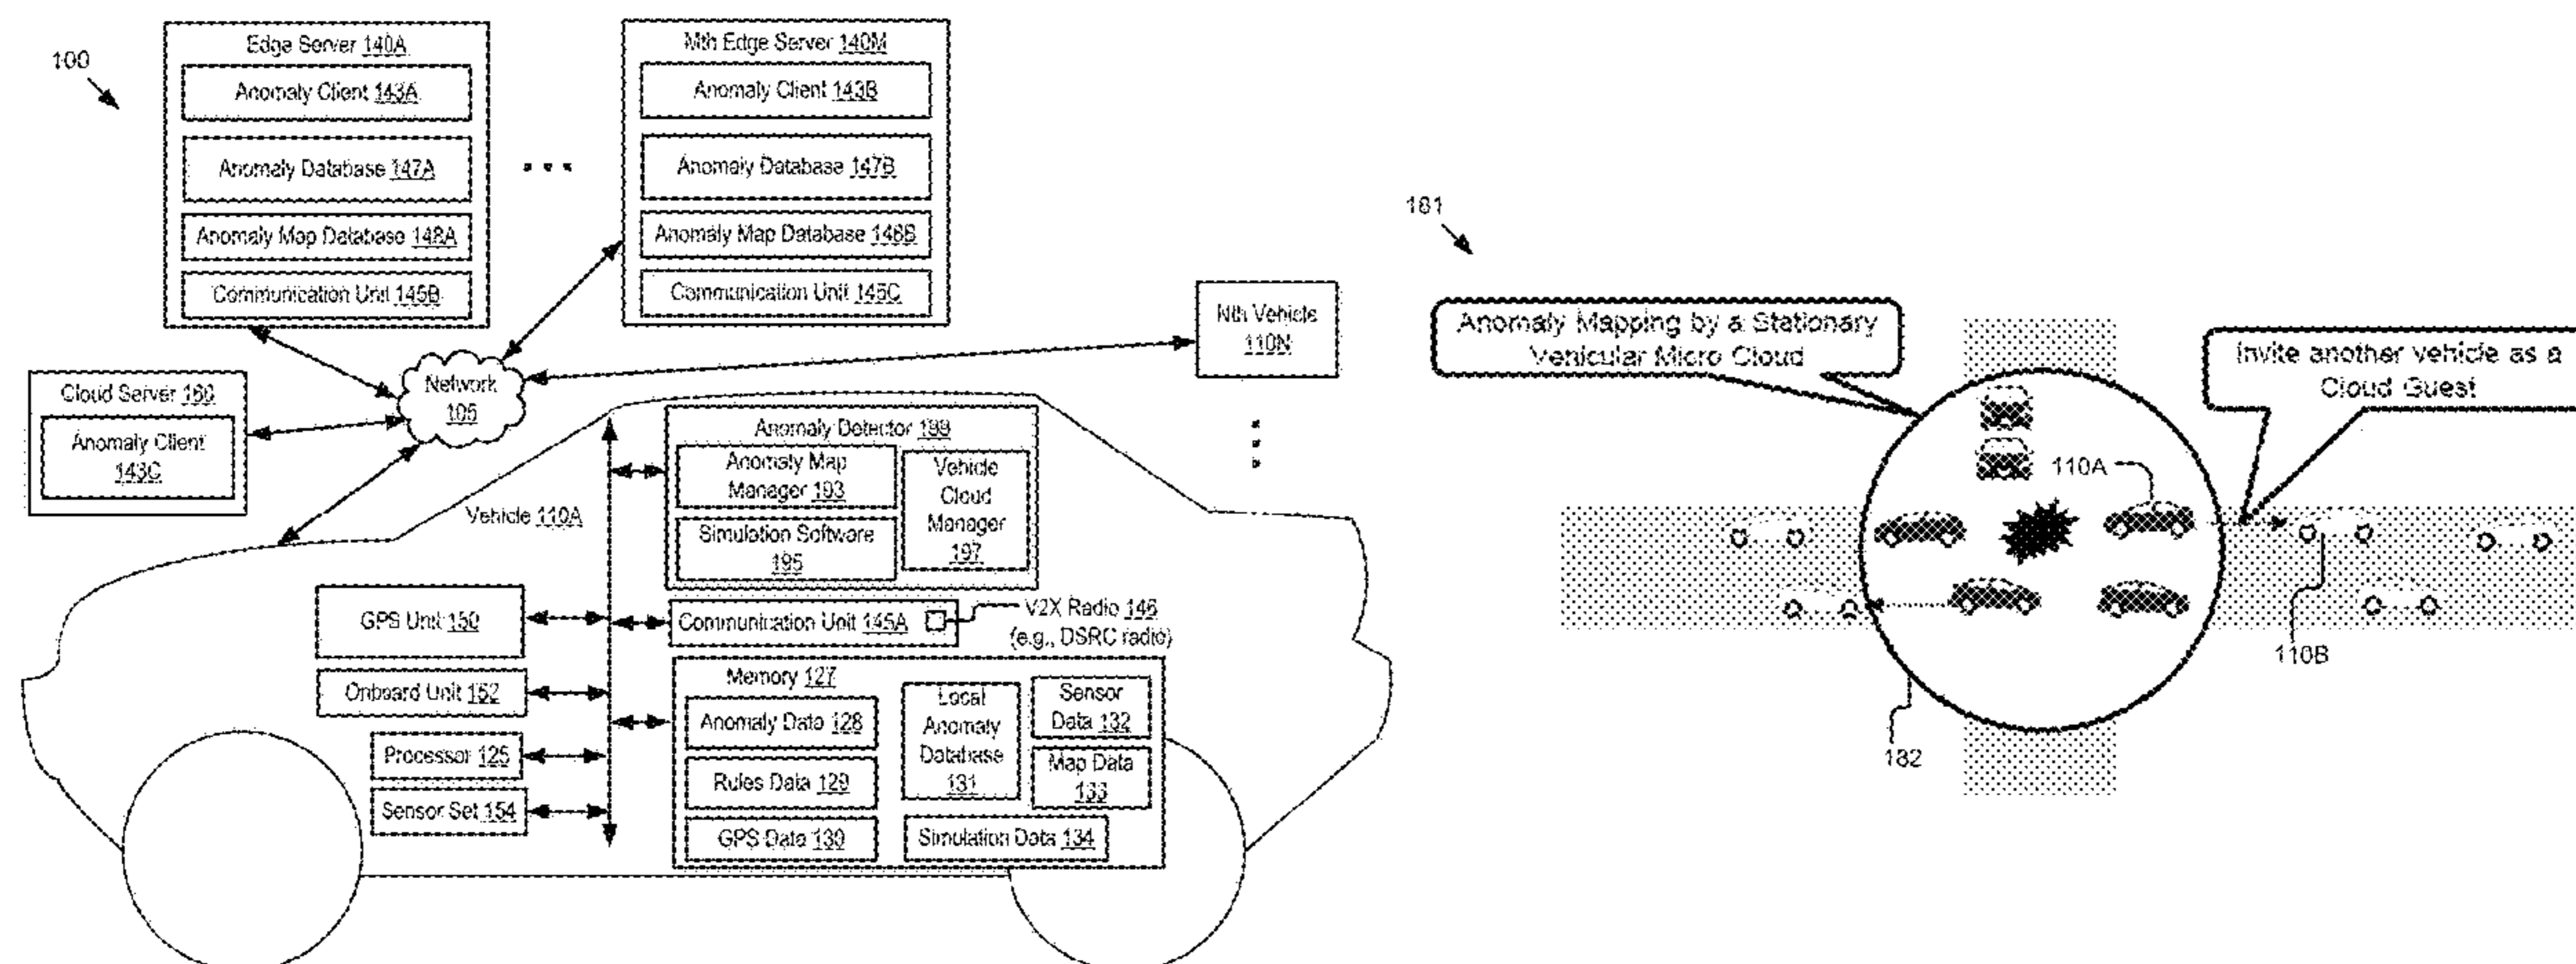 100
Edge Server 140A
Anomaly Client 143A
Anomaly Database 147A
Anomaly Map Database 148A
Communication Unit 145B
Mth Edge Server 140M
Anomaly Client 143B
Anomaly Database 147B
Anomaly Map Database 148B
Communication Unit 145C
Nth Vehicle
110N
Network
105
Cloud Server 160
Anomaly Client
143C
Vehicle 110A
Anomaly Detector 199
Anomaly Map
Manager 193
Simulation Software
195
Vehicle
Cloud
Manager
197
GPS Unit 150
Onboard Unit 152
Processor 125
Sensor Set 154
Communication Unit 145A
V2X Radio 146
(e.g., DSRC radio)
Memory 127
Anomaly Data 128
Rules Data 129
GPS Data 130
Local
Anomaly
Database
131
Sensor
Data 132
Map Data
133
Simulation Data 134
181
Anomaly Mapping by a Stationary
Vehicular Micro Cloud
Invite another vehicle as a
Cloud Guest
110A
110B
182